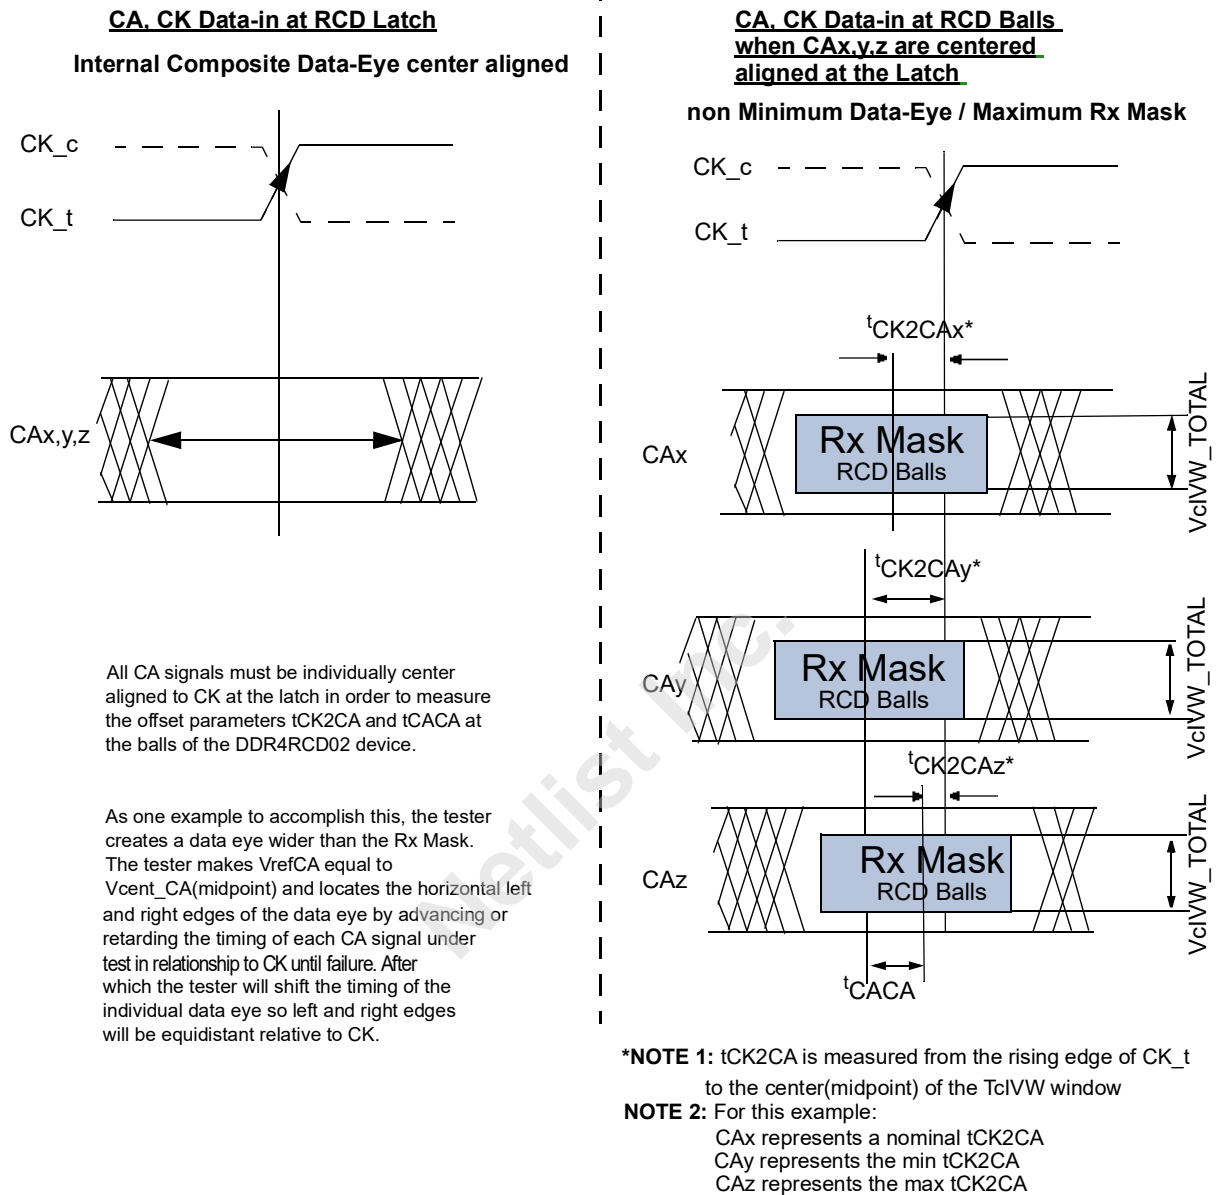 CA, CK Data-in at RCD Latch
Internal Composite Data-Eye center aligned
CK_c
CK_t
CAx,y,z
All CA signals must be individually center
aligned to CK at the latch in order to measure
the offset parameters tCK2CA and tCACA at
the balls of the DDR4RCD02 device.
As one example to accomplish this, the tester
creates a data eye wider than the Rx Mask.
The tester makes VrefCA equal to
Vcent_CA(midpoint) and locates the horizontal left
and right edges of the data eye by advancing or
retarding the timing of each CA signal under
test in relationship to CK until failure. After
which the tester will shift the timing of the
individual data eye so left and right edges
will be equidistant relative to CK.
CA, CK Data-in at RCD Balls
when CAx,y,z are centered
aligned at the Latch
non Minimum Data-Eye / Maximum Rx Mask
CK_c
CK_t
tCK2CAx*
CAx
Rx Mask
RCD Balls
VcIVW_TOTAL
tCK2CAy*
CAy
Rx Mask
RCD Balls
VcIVW_TOTAL
tCK2CAz*
CAz
Rx Mask
RCD Balls
VcIVW_TOTAL
tCACA
*NOTE 1: tCK2CA is measured from the rising edge of CK_t
to the center(midpoint) of the TcIVW window
NOTE 2: For this example:
CAx represents a nominal tCK2CA
CAy represents the min tCK2CA
CAz represents the max tCK2CA
Netlist Inc.